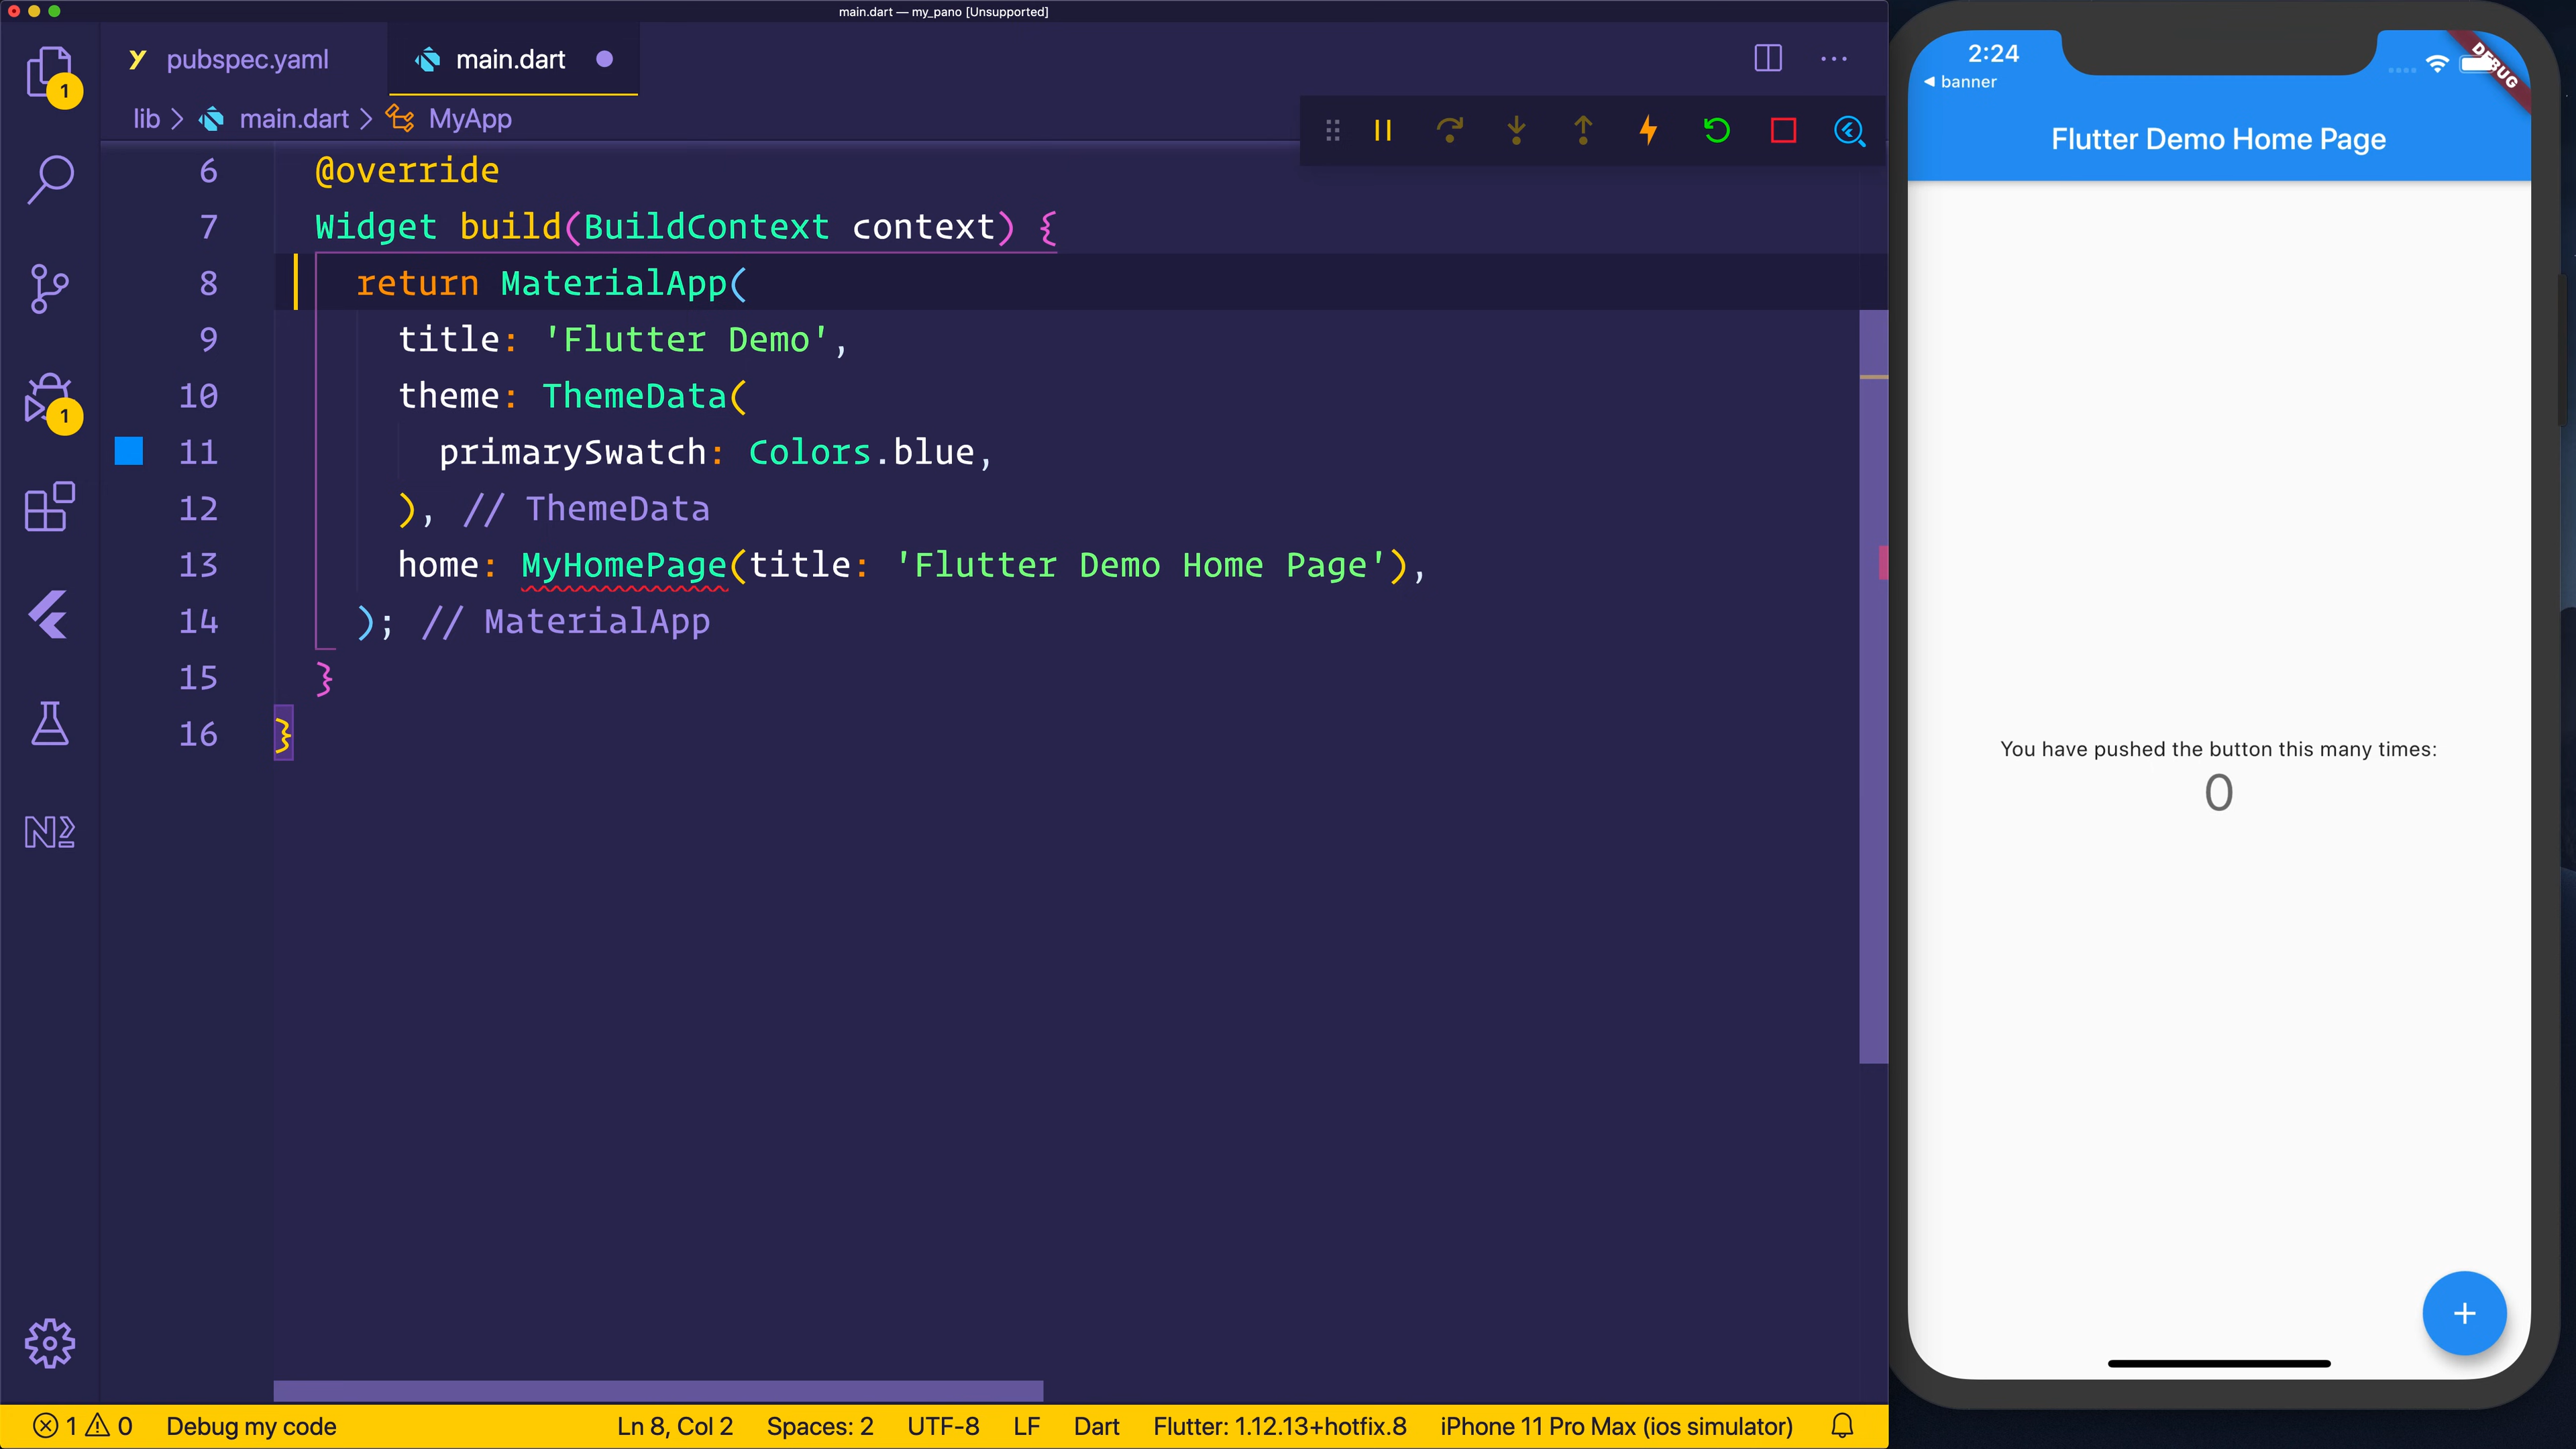 main.dart — my_pano [Unsupported]
pubspec.yaml
main.dart
lib > main.dart > MyApp
1
1
6 @override
7 Widget build(BuildContext context) {
8 return MaterialApp(
9 title: 'Flutter Demo',
10 theme: ThemeData(
11 primarySwatch: Colors.blue,
12 ), // ThemeData
13 home: MyHomePage(title: 'Flutter Demo Home Page'),
14 ); // MaterialApp
15 }
16 }
1 0 Debug my code Ln 8, Col 2 Spaces: 2 UTF-8 LF Dart Flutter: 1.12.13+hotfix.8 iPhone 11 Pro Max (ios simulator)
2:24
◀ banner
DEBUG
Flutter Demo Home Page
You have pushed the button this many times:
0
+